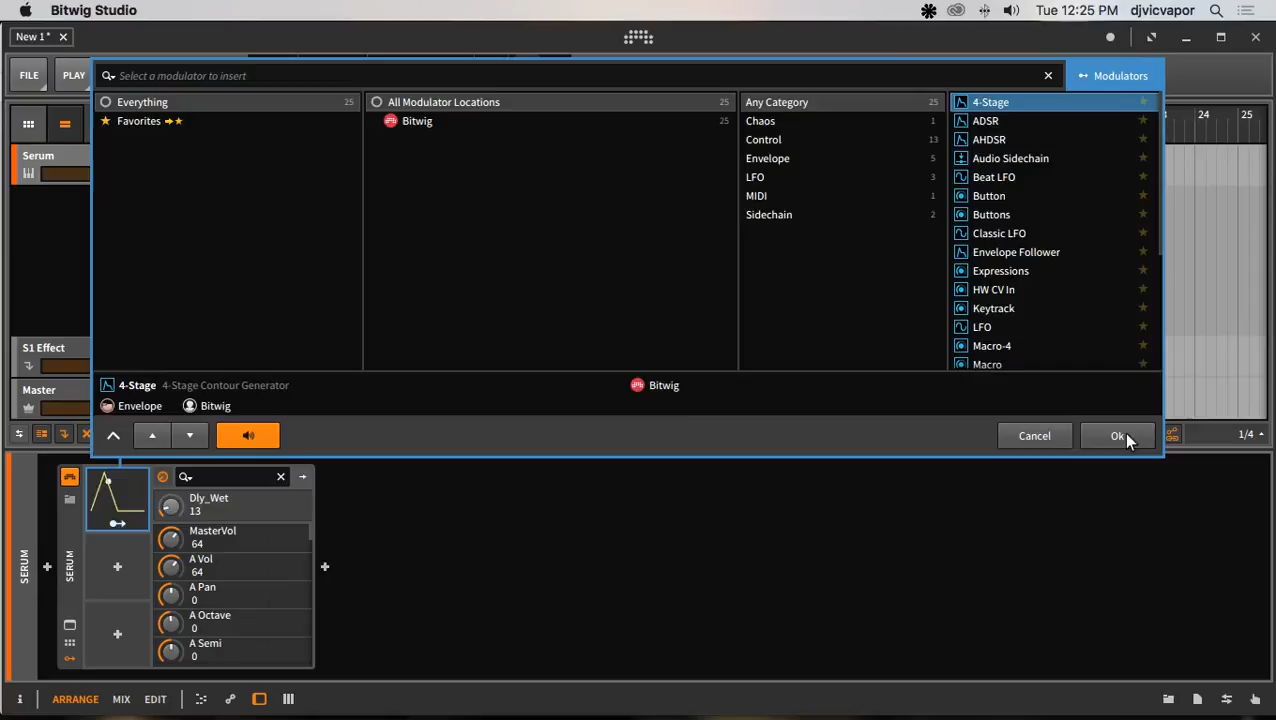 Bitwig Studio
Tue 12:25 PM djvicvapor
New 1*
FILE PLAY
Select a modulator to insert
Modulators
Everything 25
Favorites
All Modulator Locations 25
Bitwig 25
Any Category 25
Chaos 1
Control 13
Envelope 5
LFO 3
MIDI 1
Sidechain 2
4-Stage
ADSR
AHDSR
Audio Sidechain
Beat LFO
Button
Buttons
Classic LFO
Envelope Follower
Expressions
HW CV In
Keytrack
LFO
Macro-4
Macro
24 25
Serum
S1 Effect
Master
4-Stage 4-Stage Contour Generator
Bitwig
Envelope Bitwig
Cancel Ok
1/4
SERUM
SERUM
Dly_Wet
13
MasterVol
64
A Vol
64
A Pan
0
A Octave
0
A Semi
0
ARRANGE MIX EDIT